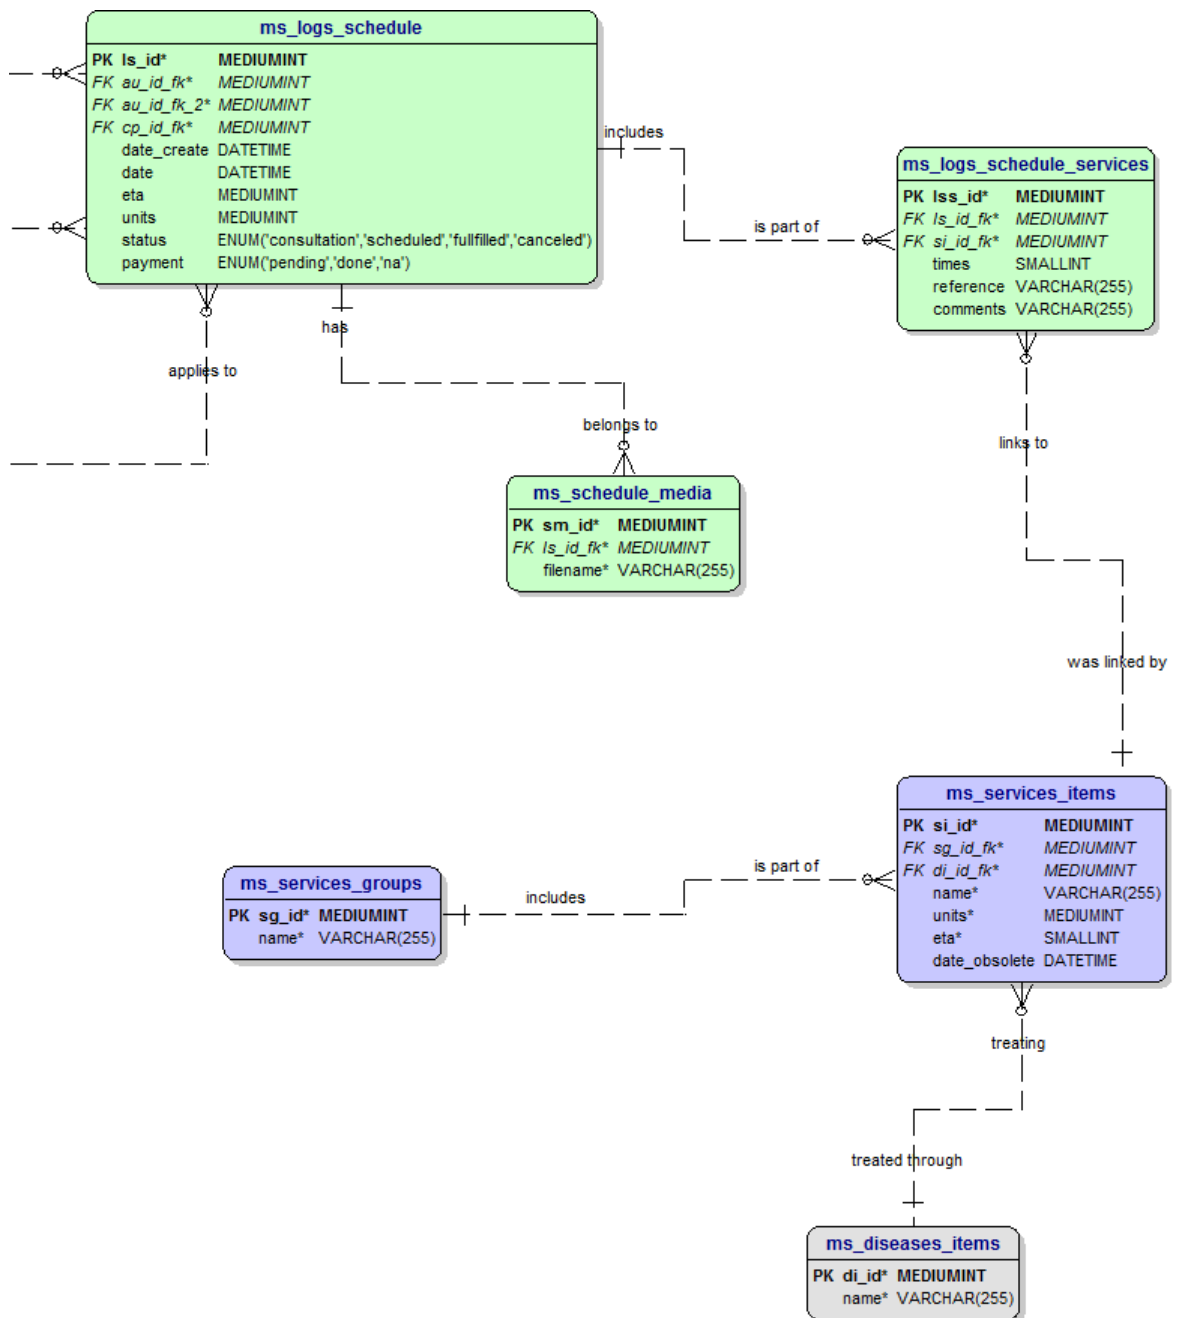 ms_logs_schedule
PK ls_id* MEDIUMINT
FK au_id_fk* MEDIUMINT
FK au_id_fk_2* MEDIUMINT
FK cp_id_fk* MEDIUMINT
date_create DATETIME
date DATETIME
eta MEDIUMINT
units MEDIUMINT
status ENUM('consultation','scheduled','fullfilled','canceled')
payment ENUM('pending','done','na')
includes
is part of
ms_logs_schedule_services
PK lss_id* MEDIUMINT
FK ls_id_fk* MEDIUMINT
FK si_id_fk* MEDIUMINT
times SMALLINT
reference VARCHAR(255)
comments VARCHAR(255)
has
applies to
belongs to
links to
ms_schedule_media
PK sm_id* MEDIUMINT
FK ls_id_fk* MEDIUMINT
filename* VARCHAR(255)
was linked by
ms_services_items
PK si_id* MEDIUMINT
FK sg_id_fk* MEDIUMINT
FK di_id_fk* MEDIUMINT
name* VARCHAR(255)
units* MEDIUMINT
eta* SMALLINT
date_obsolete DATETIME
is part of
includes
ms_services_groups
PK sg_id* MEDIUMINT
name* VARCHAR(255)
treating
treated through
ms_diseases_items
PK di_id* MEDIUMINT
name* VARCHAR(255)